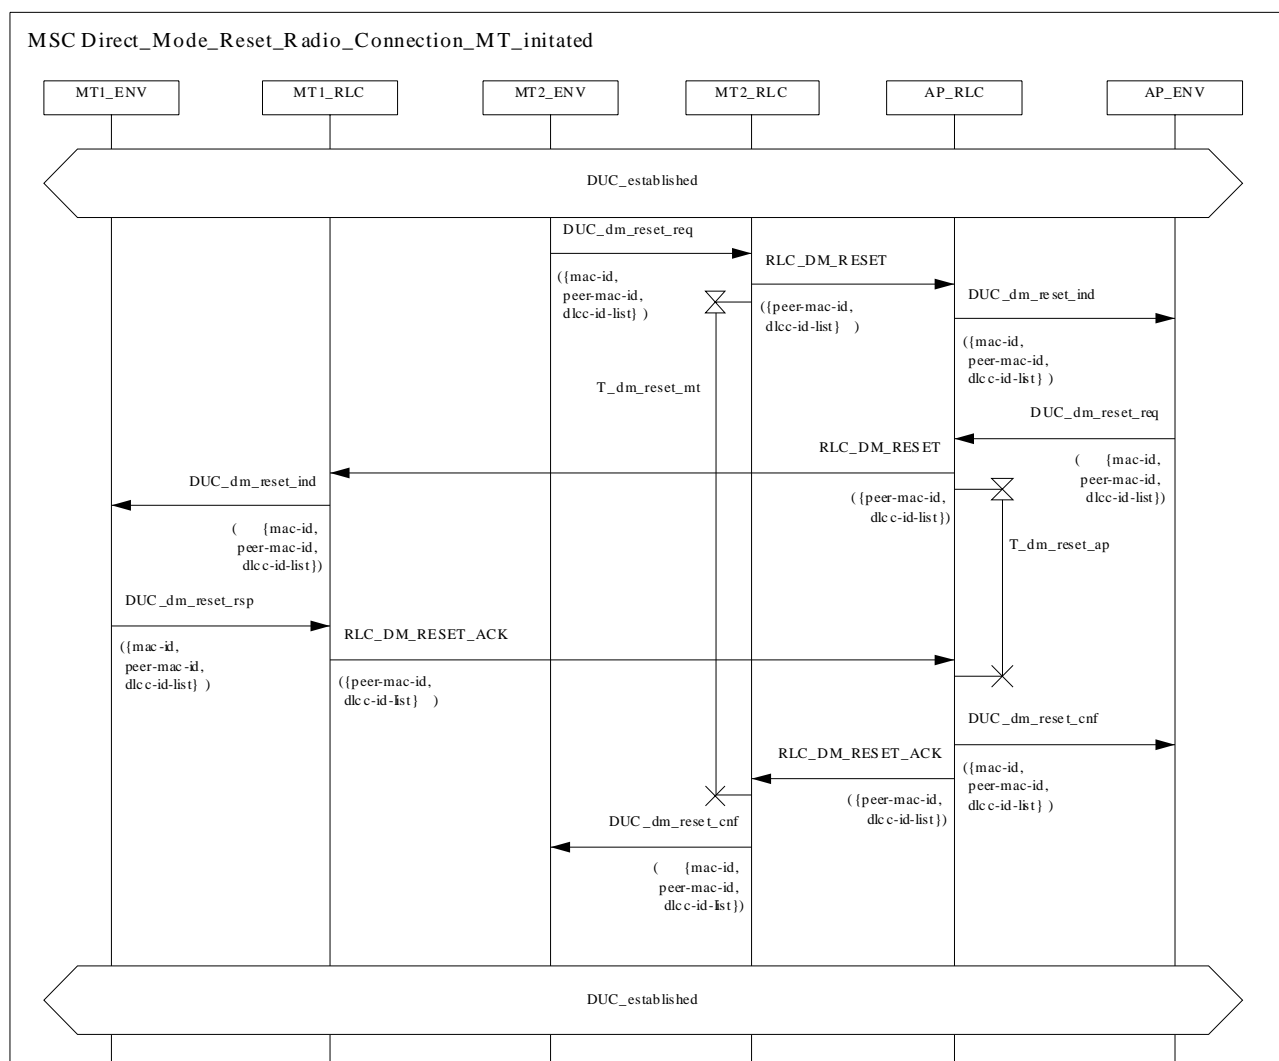 MSC Direct_Mode_Reset_Radio_Connection_MT_initated
MT1_ENV
MT1_RLC
MT2_ENV
MT2_RLC
AP_RLC
AP_ENV
DUC_established
DUC_dm_reset_req
({mac-id,
peer-mac-id,
dlcc-id-list} )
RLC_DM_RESET
({peer-mac-id,
dlcc-id-list} )
DUC_dm_reset_ind
({mac-id,
peer-mac-id,
dlcc-id-list} )
T_dm_reset_mt
DUC_dm_reset_req
( {mac-id,
peer-mac-id,
dlcc-id-list})
RLC_DM_RESET
({peer-mac-id,
dlcc-id-list})
DUC_dm_reset_ind
( {mac-id,
peer-mac-id,
dlcc-id-list})
T_dm_reset_ap
DUC_dm_reset_rsp
({mac-id,
peer-mac-id,
dlcc-id-list} )
RLC_DM_RESET_ACK
({peer-mac-id,
dlcc-id-list} )
DUC_dm_reset_cnf
({mac-id,
peer-mac-id,
dlcc-id-list} )
RLC_DM_RESET_ACK
({peer-mac-id,
dlcc-id-list})
DUC_dm_reset_cnf
( {mac-id,
peer-mac-id,
dlcc-id-list})
DUC_established